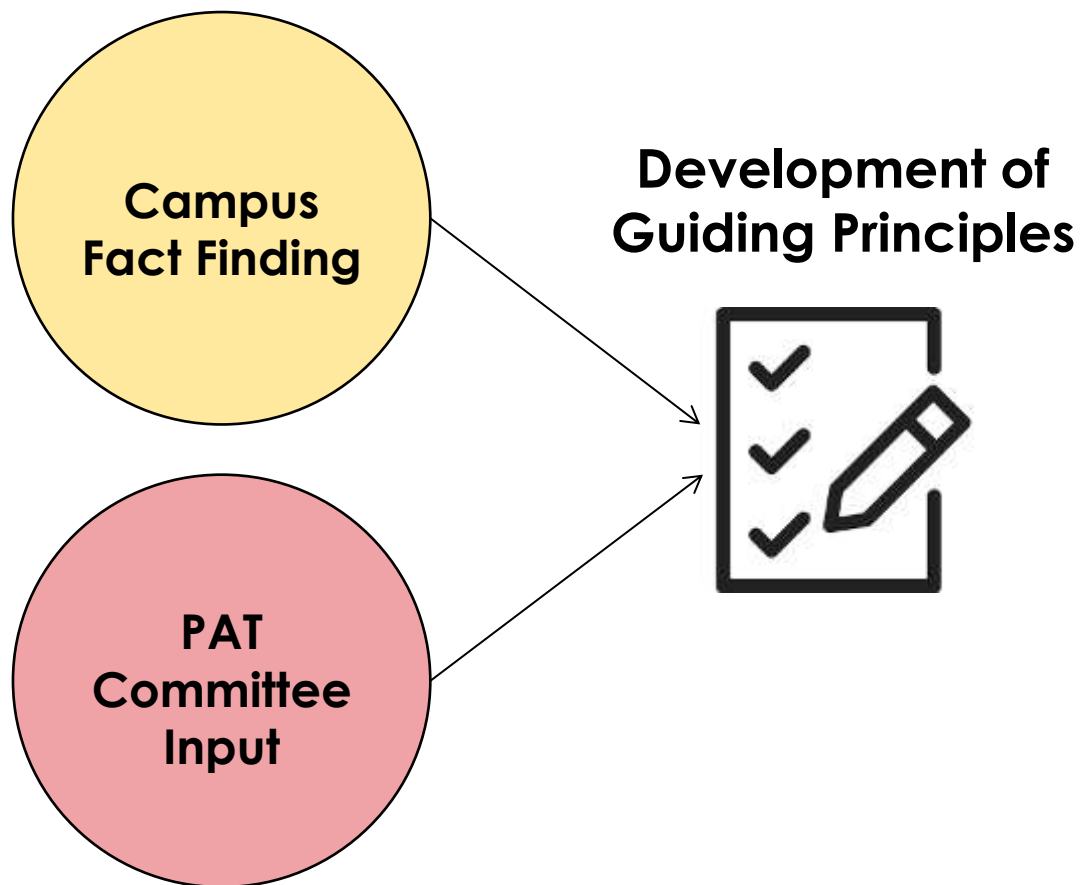 Campus
Fact Finding
Development of
Guiding Principles
PAT
Committee
Input